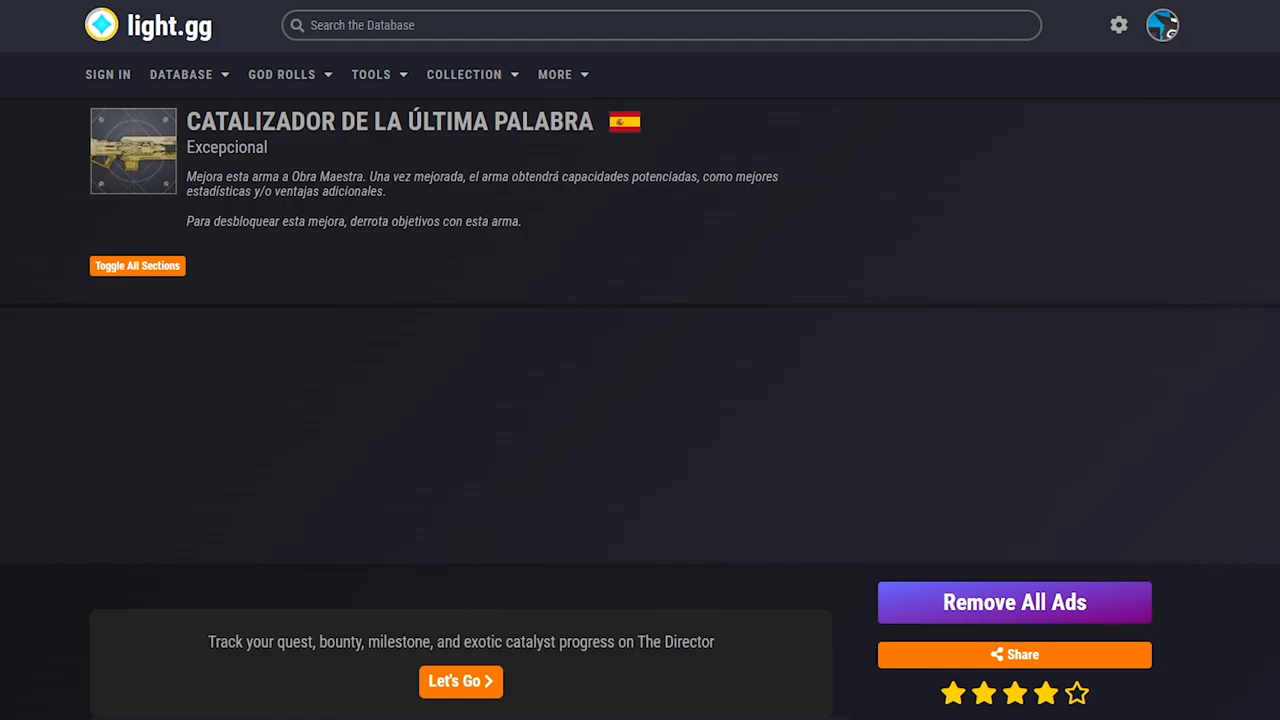 light.gg
Search the Database
SIGN IN DATABASE GOD ROLLS TOOLS COLLECTION MORE
CATALIZADOR DE LA ÚLTIMA PALABRA
Excepcional
Mejora esta arma a Obra Maestra. Una vez mejorada, el arma obtendrá capacidades potenciadas, como mejores
estadísticas y/o ventajas adicionales.
Para desbloquear esta mejora, derrota objetivos con esta arma.
Toggle All Sections
Remove All Ads
Track your quest, bounty, milestone, and exotic catalyst progress on The Director
Share
Let's Go